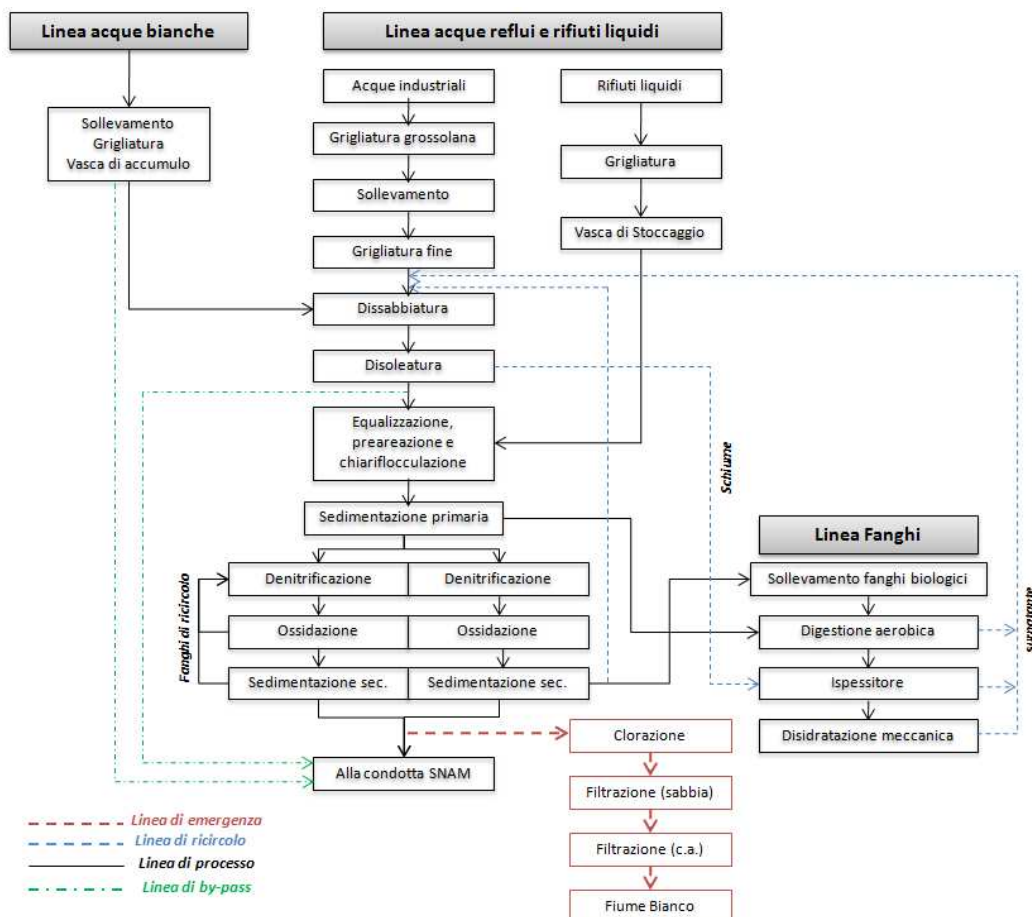 Linea acque bianche
Linea acque reflui e rifiuti liquidi
Acque industriali
Rifiuti liquidi
Sollevamento
Grigliatura
Vasca di accumulo
Grigliatura grossolana
Grigliatura
Sollevamento
Vasca di Stoccaggio
Grigliatura fine
Dissabbiatura
Disoleatura
Equalizzazione,
preareazione e
chiariflocculazione
Schiume
Sedimentazione primaria
Linea Fanghi
Denitrificazione
Denitrificazione
Sollevamento fanghi biologici
Fanghi di ricircolo
Ossidazione
Ossidazione
Digestione aerobica
surnatante
Sedimentazione sec.
Sedimentazione sec.
Ispessitore
Clorazione
Disidratazione meccanica
Alla condotta SNAM
Filtrazione (sabbia)
Linea di emergenza
Linea di ricircolo
Filtrazione (c.a.)
Linea di processo
Linea di by-pass
Fiume Bianco